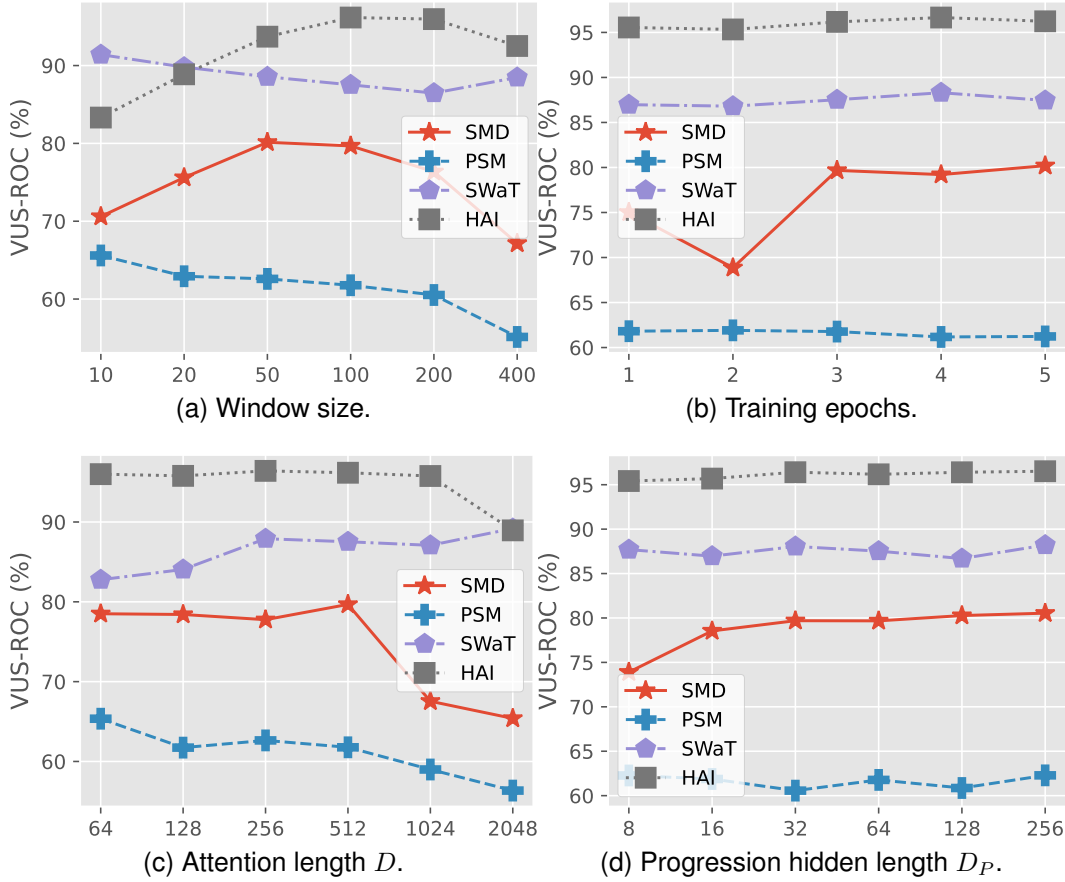 VUS-ROC (%)
90
80
70
60
SMD
PSM
SWaT
HAI
10 20 50 100 200 400
(a) Window size.
VUS-ROC (%)
95
90
85
80
75
70
65
60
SMD
PSM
SWaT
HAI
1 2 3 4 5
(b) Training epochs.
VUS-ROC (%)
90
80
70
60
SMD
PSM
SWaT
HAI
64 128 256 512 1024 2048
(c) Attention length D.
VUS-ROC (%)
95
90
85
80
75
70
65
60
SMD
PSM
SWaT
HAI
8 16 32 64 128 256
(d) Progression hidden length D_P.